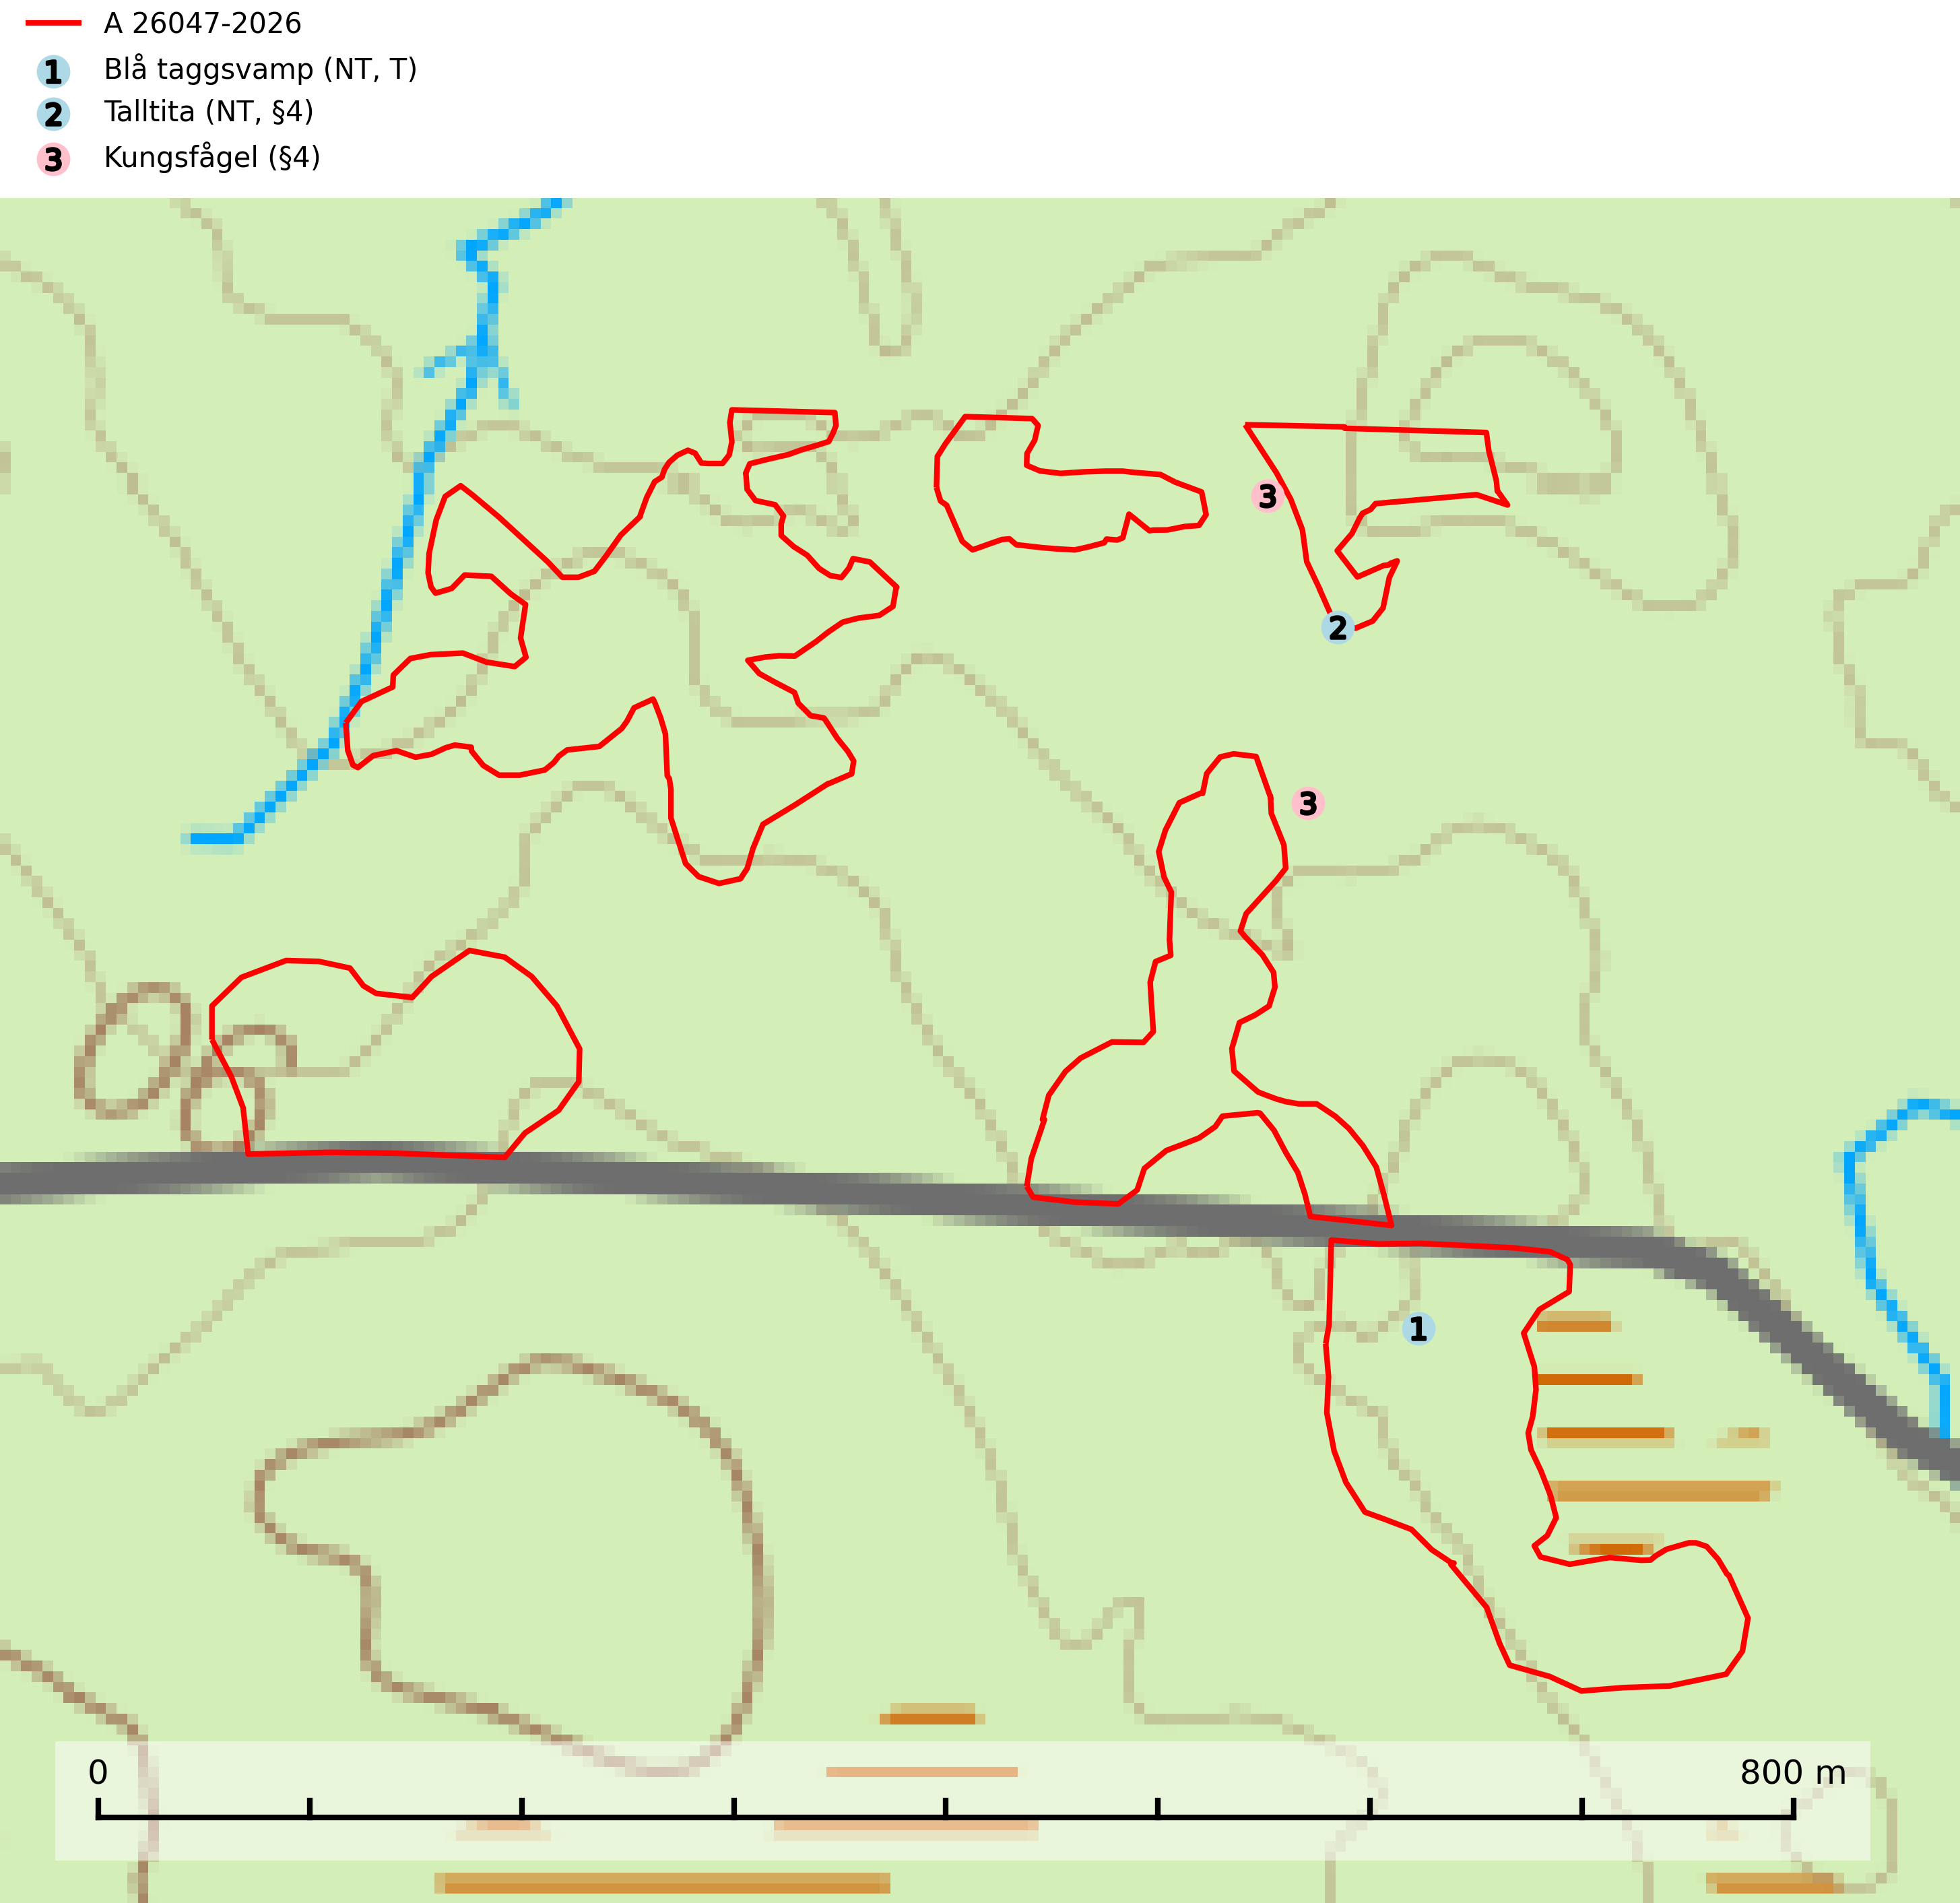 A 26047-2026
1 Blå taggsvamp (NT, T)
2 Talltita (NT, §4)
3 Kungsfågel (§4)
3
2
3
1
0 800 m